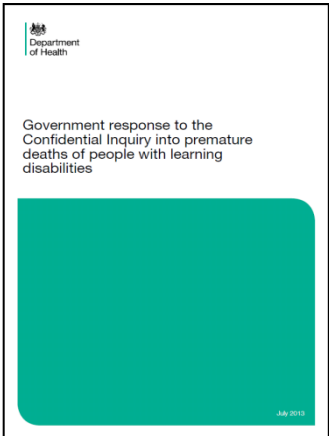 Department
of Health
Government response to the
Confidential Inquiry into premature
deaths of people with learning
disabilities
July 2013